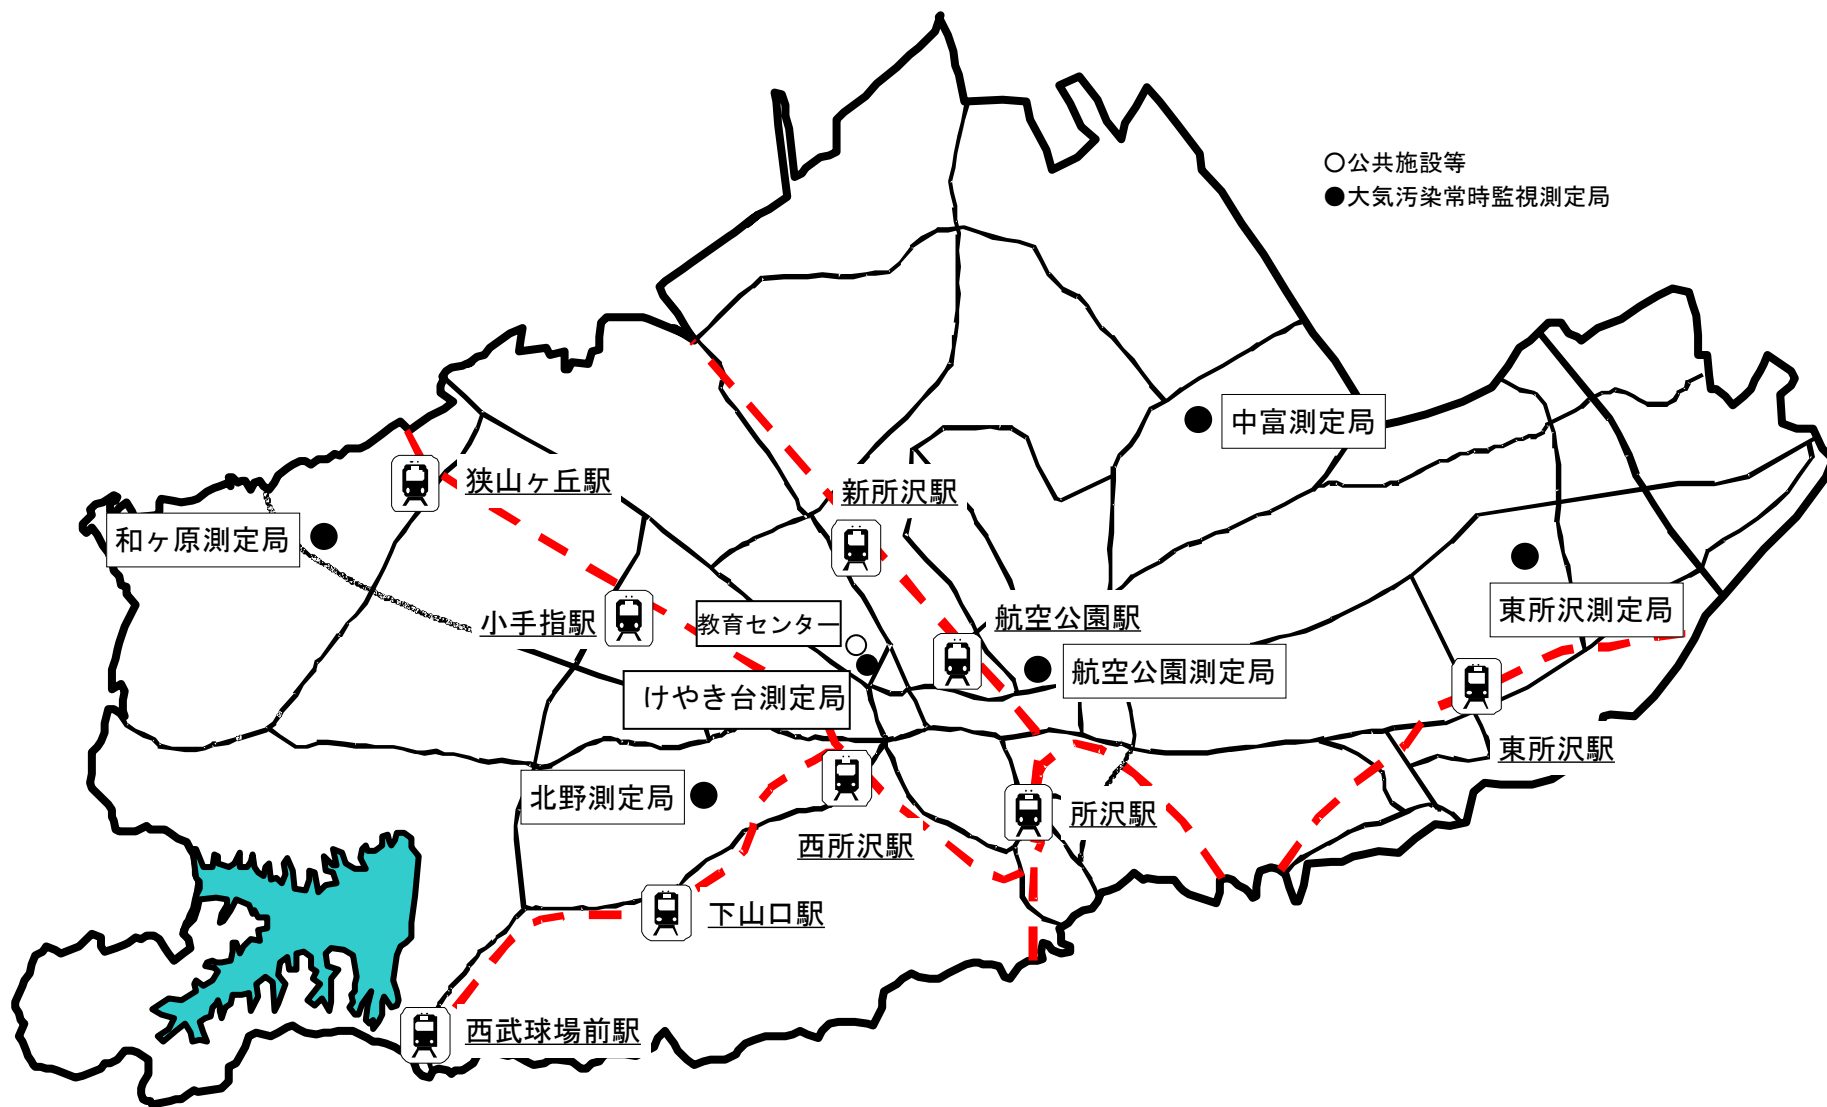 ○公共施設等
●大気汚染常時監視測定局
中富測定局
狭山ヶ丘駅
新所沢駅
和ヶ原測定局
東所沢測定局
小手指駅
教育センター
航空公園駅
航空公園測定局
けやき台測定局
東所沢駅
北野測定局
所沢駅
西所沢駅
下山口駅
西武球場前駅